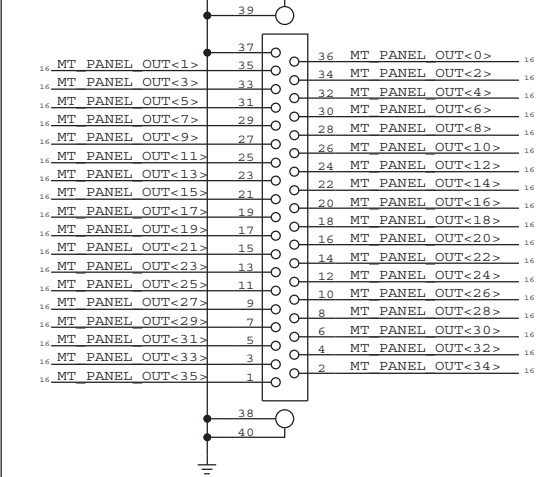 39
37
36 MT_PANEL_OUT<0> 16
16 MT_PANEL_OUT<1> 35
34 MT_PANEL_OUT<2> 16
16 MT_PANEL_OUT<3> 33
32 MT_PANEL_OUT<4> 16
16 MT_PANEL_OUT<5> 31
30 MT_PANEL_OUT<6> 16
16 MT_PANEL_OUT<7> 29
28 MT_PANEL_OUT<8> 16
16 MT_PANEL_OUT<9> 27
26 MT_PANEL_OUT<10> 16
16 MT_PANEL_OUT<11> 25
24 MT_PANEL_OUT<12> 16
16 MT_PANEL_OUT<13> 23
22 MT_PANEL_OUT<14> 16
16 MT_PANEL_OUT<15> 21
20 MT_PANEL_OUT<16> 16
16 MT_PANEL_OUT<17> 19
18 MT_PANEL_OUT<18> 16
16 MT_PANEL_OUT<19> 17
16 MT_PANEL_OUT<20> 16
16 MT_PANEL_OUT<21> 15
14 MT_PANEL_OUT<22> 16
16 MT_PANEL_OUT<23> 13
12 MT_PANEL_OUT<24> 16
16 MT_PANEL_OUT<25> 11
10 MT_PANEL_OUT<26> 16
16 MT_PANEL_OUT<27> 9
8 MT_PANEL_OUT<28> 16
16 MT_PANEL_OUT<29> 7
6 MT_PANEL_OUT<30> 16
16 MT_PANEL_OUT<31> 5
4 MT_PANEL_OUT<32> 16
16 MT_PANEL_OUT<33> 3
2 MT_PANEL_OUT<34> 16
16 MT_PANEL_OUT<35> 1
38
40